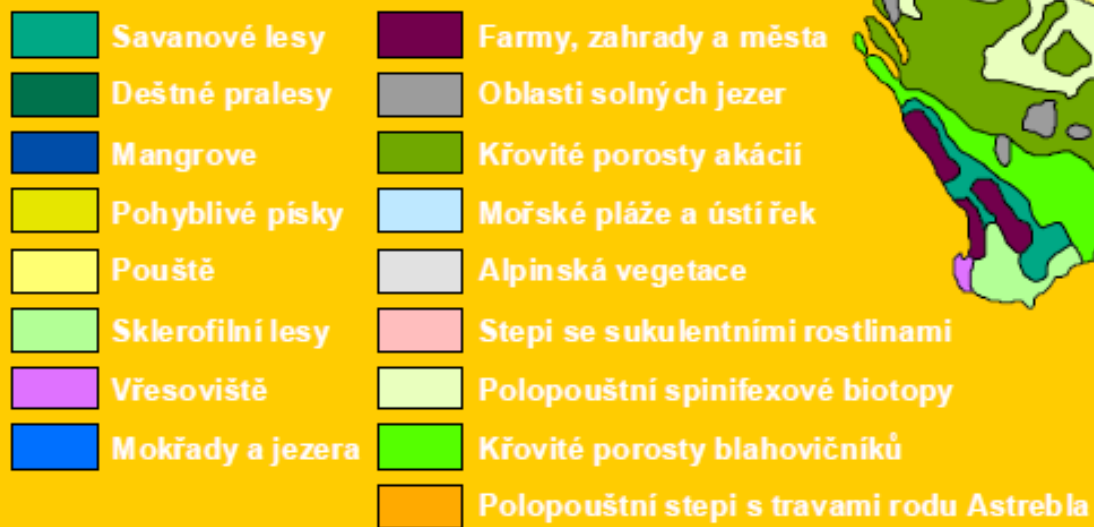 Savanové lesy
Deštné pralesy
Mangrove
Pohyblivé písky
Pouště
Sklerofilní lesy
Vřesoviště
Mokřady a jezera
Farmy, zahrady a města
Oblasti solných jezer
Křovité porosty akácií
Mořské pláže a ústí řek
Alpinská vegetace
Stepi se sukulentními rostlinami
Polopouštní spinifexové biotopy
Křovité porosty blahovičníků
Polopouštní stepi s travami rodu Astrebla